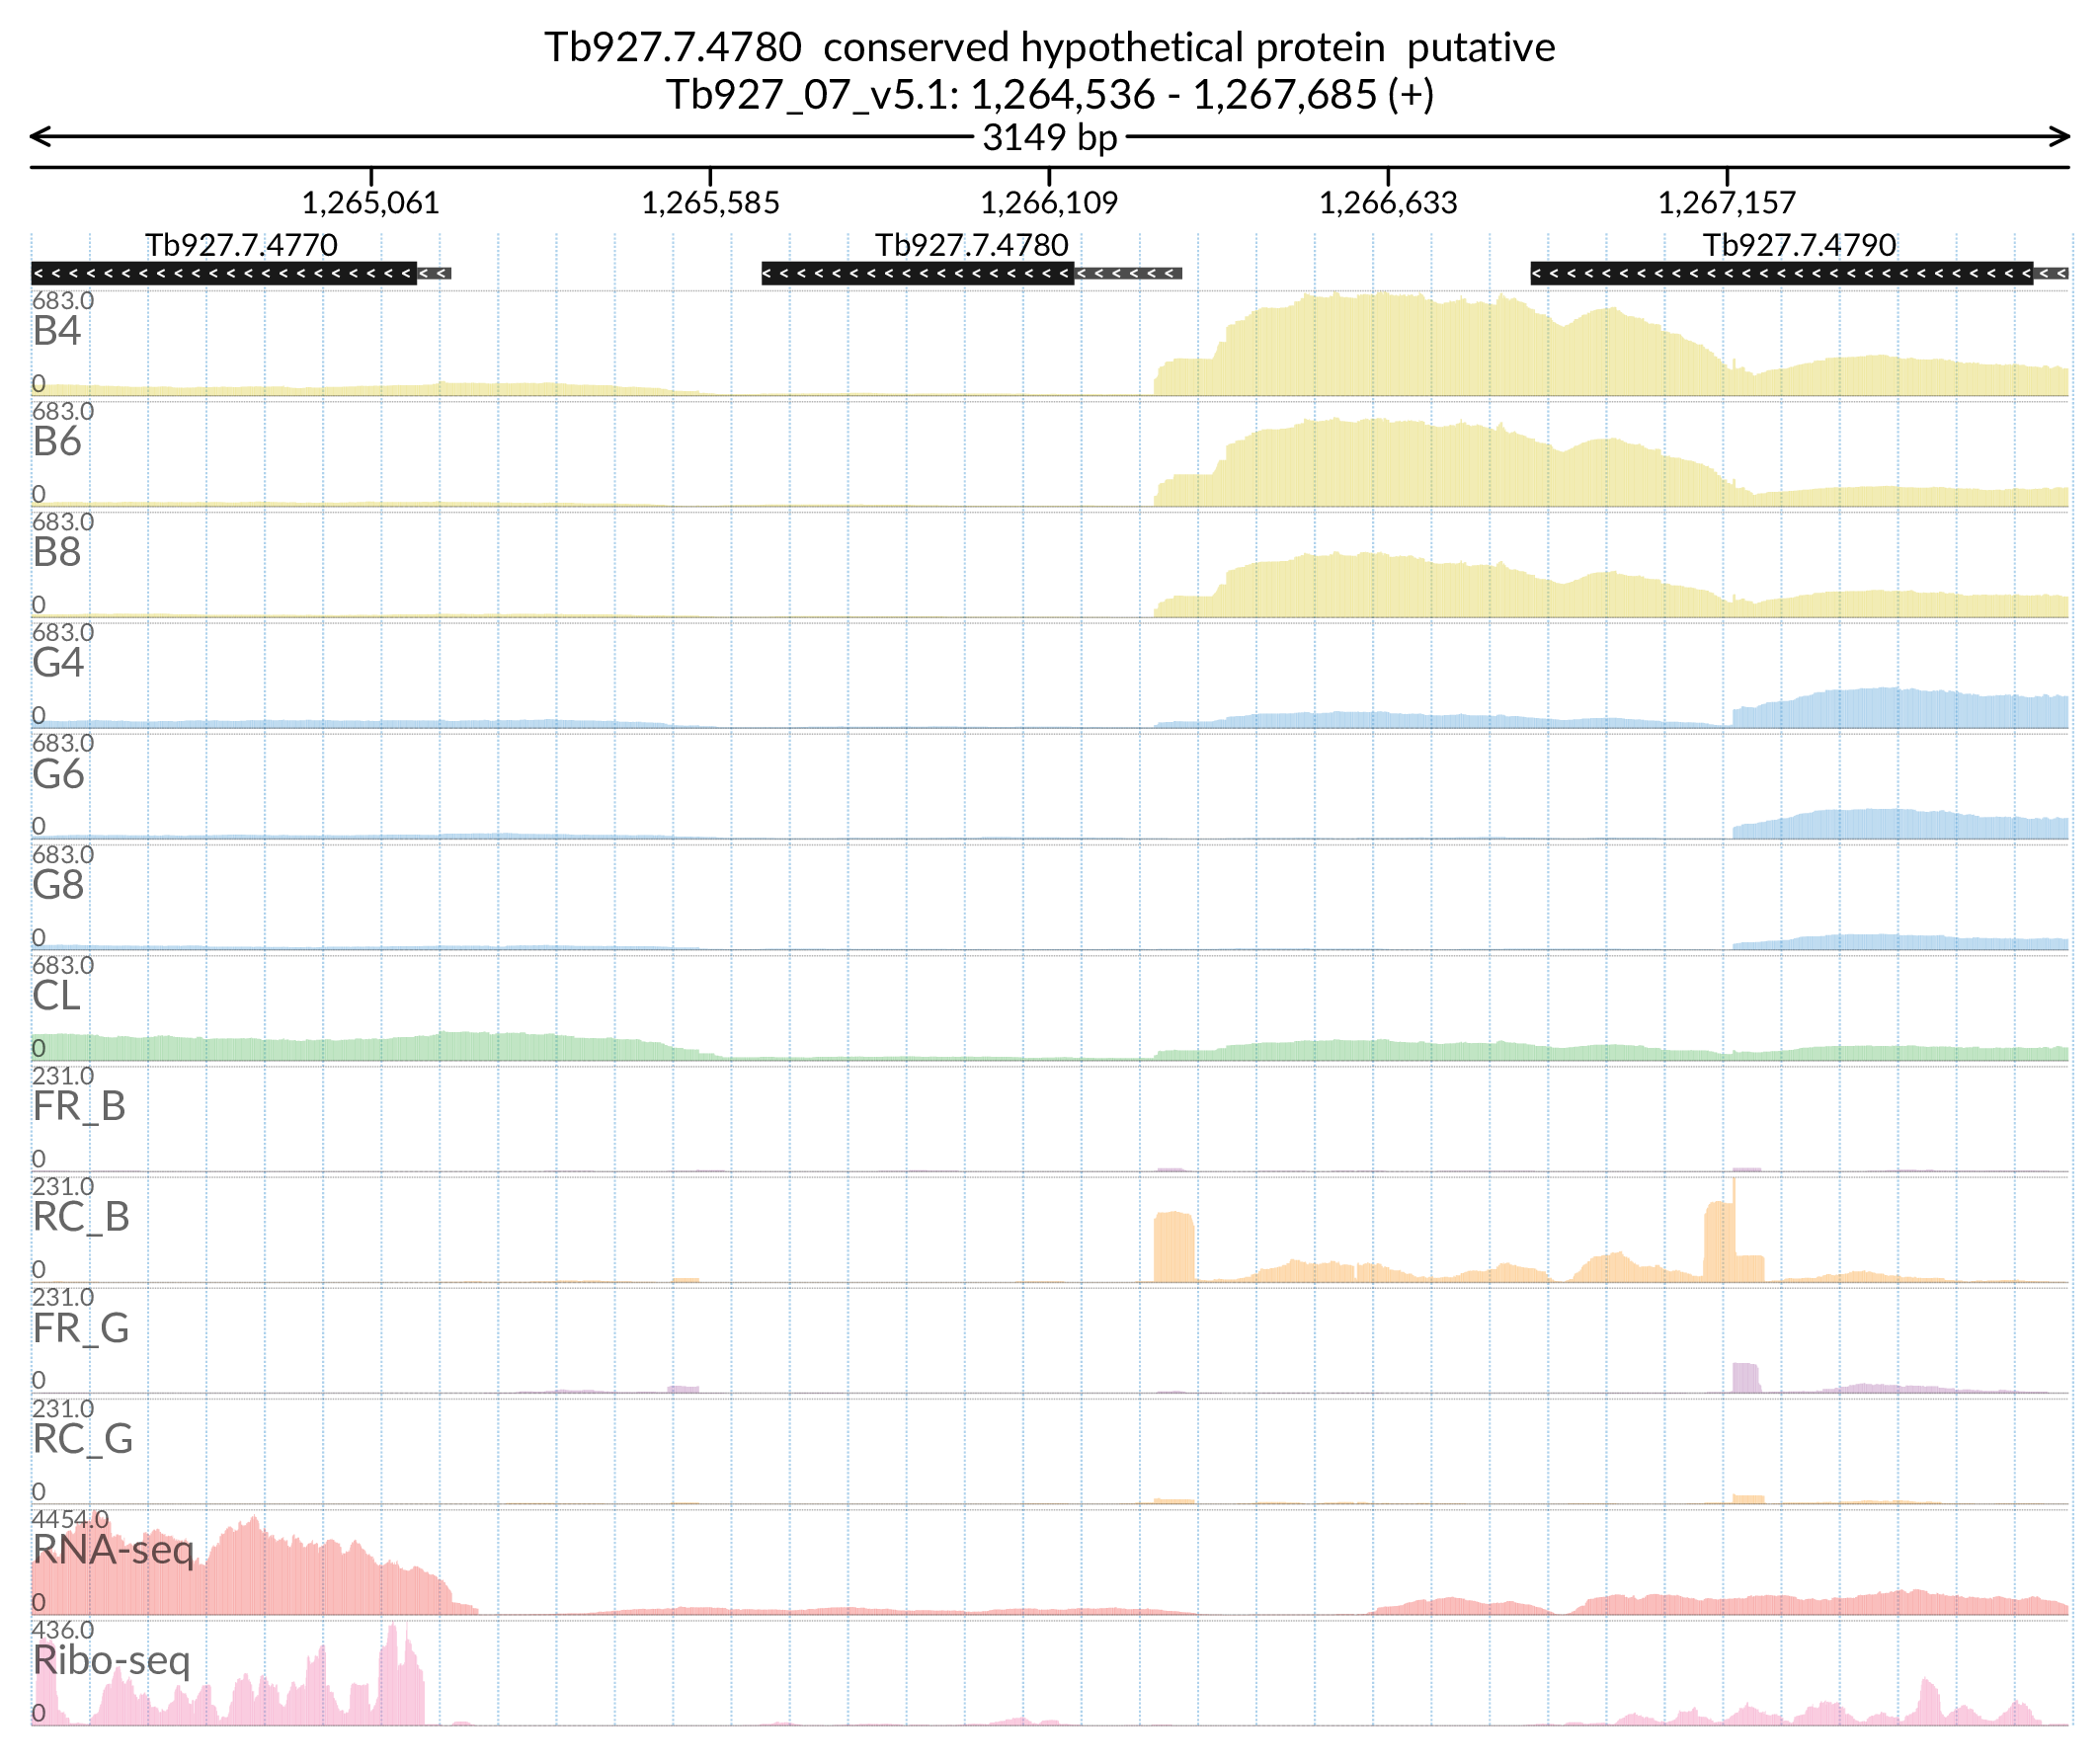 Tb927.7.4780  conserved hypothetical protein  putative
Tb927_07_v5.1: 1,264,536 - 1,267,685 (+)
3149 bp
1,265,061 1,265,585 1,266,109 1,266,633 1,267,157
Tb927.7.4770 Tb927.7.4780 Tb927.7.4790
683.0
B4
0
683.0
B6
0
683.0
B8
0
683.0
G4
0
683.0
G6
0
683.0
G8
0
683.0
CL
0
231.0
FR_B
0
231.0
RC_B
0
231.0
FR_G
0
231.0
RC_G
0
4454.0
RNA-seq
0
436.0
Ribo-seq
0